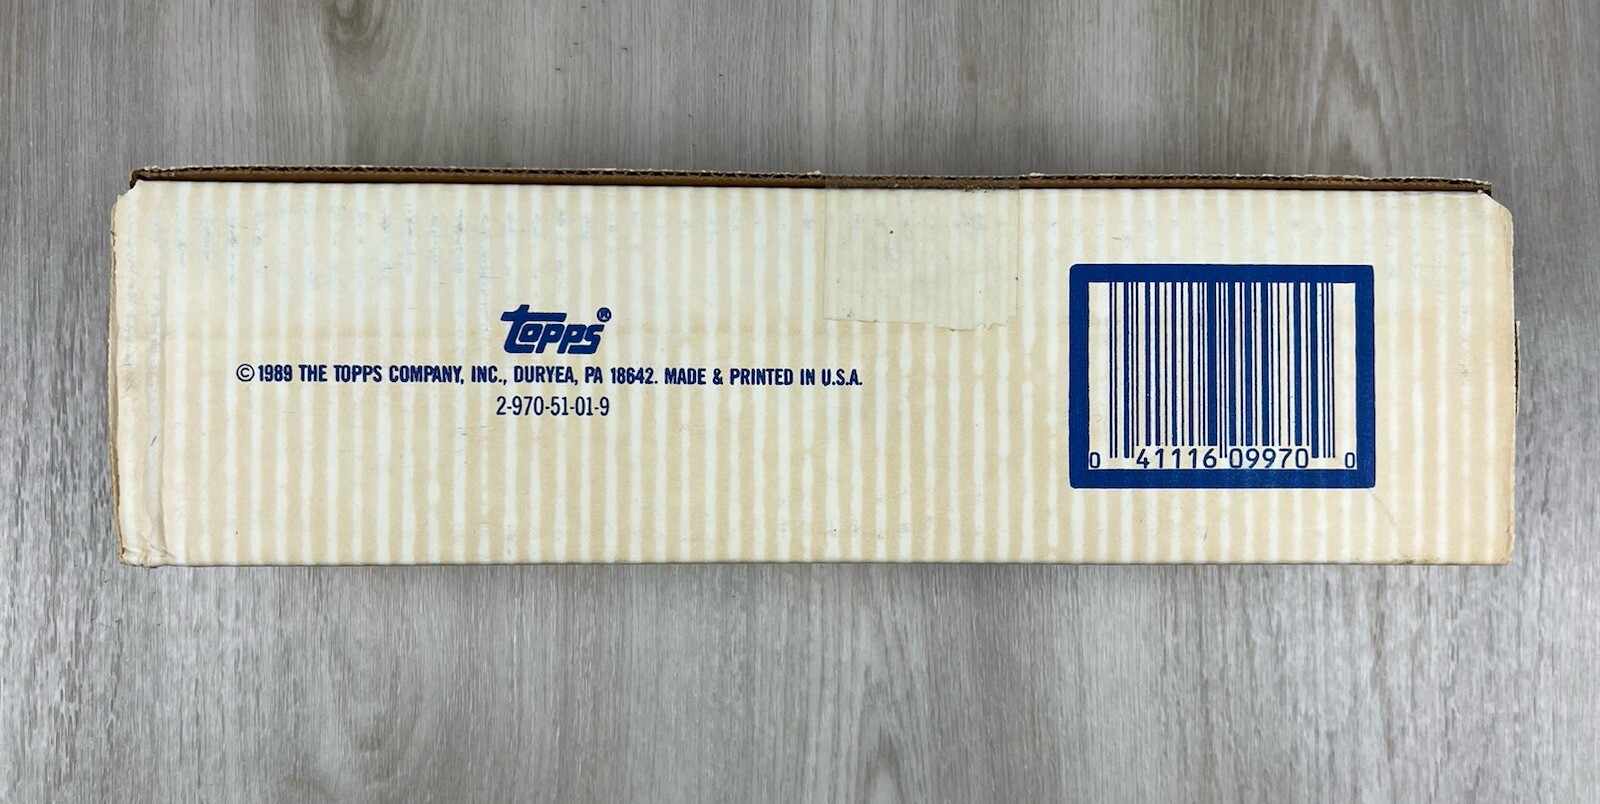 Topps®
© 1989 THE TOPPS COMPANY, INC., DURYEA, PA 18642. MADE & PRINTED IN U.S.A.
2-970-51-01-9
0 41116 09970 0